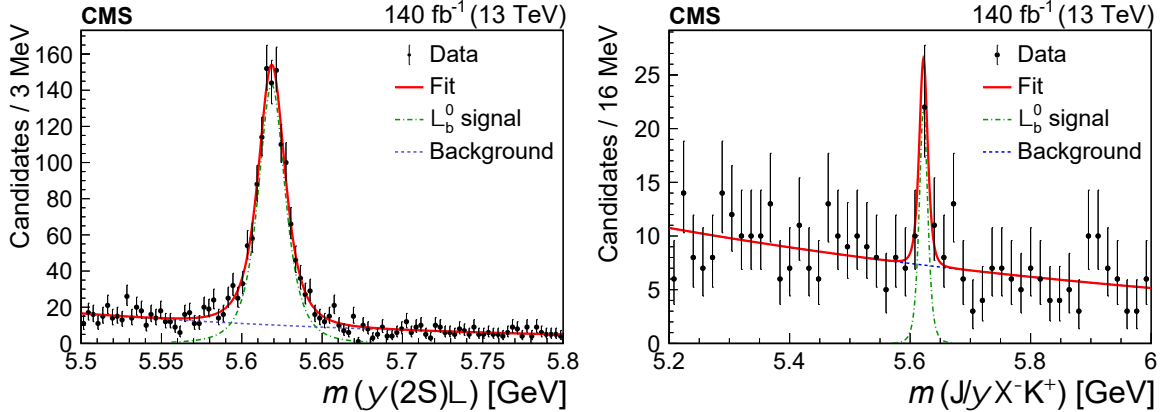 CMS 140 fb⁻¹ (13 TeV)
Candidates / 3 MeV
160
140
120
100
80
60
40
20
0
Data
Fit
L⁰_b signal
Background
5.5 5.55 5.6 5.65 5.7 5.75 5.8
m (y(2S)L) [GeV]
CMS 140 fb⁻¹ (13 TeV)
Candidates / 16 MeV
25
20
15
10
5
0
Data
Fit
L⁰_b signal
Background
5.2 5.4 5.6 5.8 6
m (J/y X⁻K⁺) [GeV]